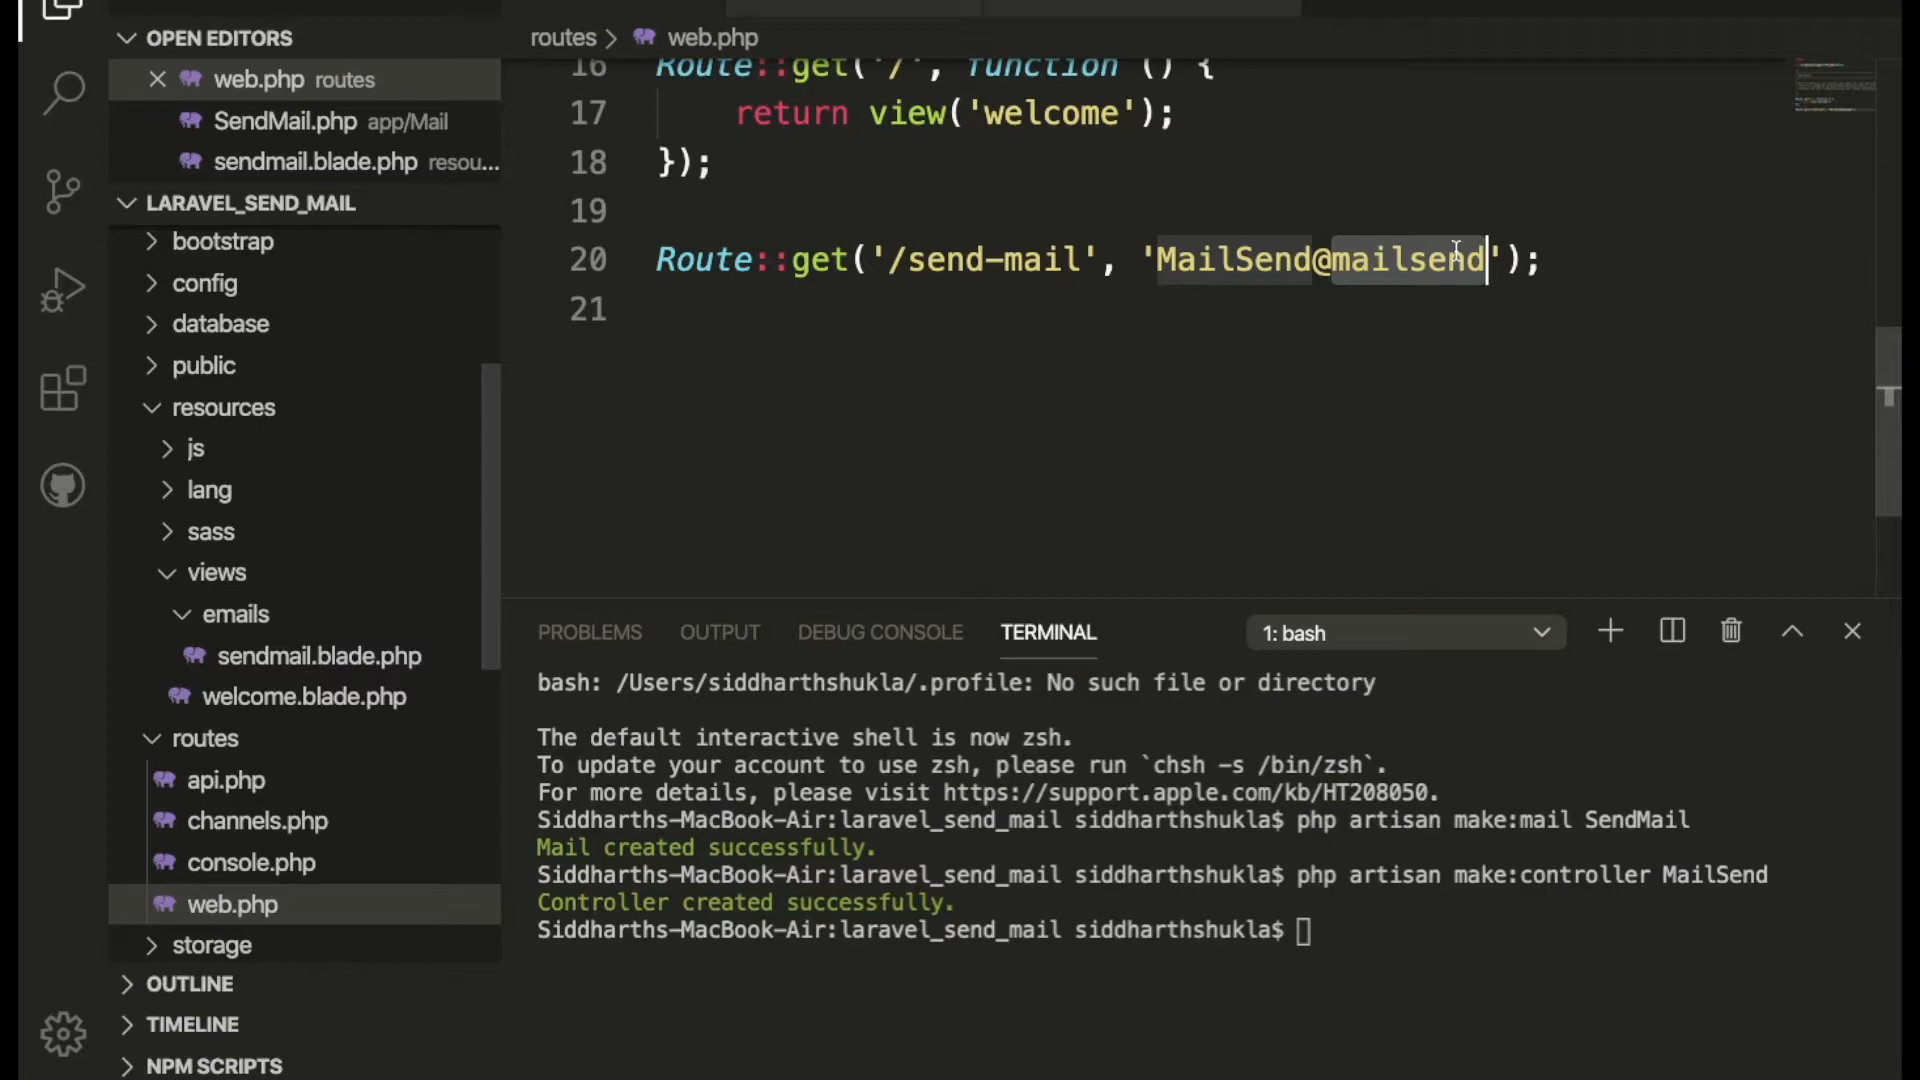 OPEN EDITORS
web.php routes
SendMail.php app/Mail
sendmail.blade.php resou...
LARAVEL_SEND_MAIL
bootstrap
config
database
public
resources
js
lang
sass
views
emails
sendmail.blade.php
welcome.blade.php
routes
api.php
channels.php
console.php
web.php
storage
OUTLINE
TIMELINE
NPM SCRIPTS
routes > web.php
16 Route::get('/', function () {
17 return view('welcome');
18 });
19
20 Route::get('/send-mail', 'MailSend@mailsend');
21
PROBLEMS OUTPUT DEBUG CONSOLE TERMINAL 1: bash
bash: /Users/siddharthshukla/.profile: No such file or directory
The default interactive shell is now zsh.
To update your account to use zsh, please run `chsh -s /bin/zsh`.
For more details, please visit https://support.apple.com/kb/HT208050.
Siddharths-MacBook-Air:laravel_send_mail siddharthshukla$ php artisan make:mail SendMail
Mail created successfully.
Siddharths-MacBook-Air:laravel_send_mail siddharthshukla$ php artisan make:controller MailSend
Controller created successfully.
Siddharths-MacBook-Air:laravel_send_mail siddharthshukla$